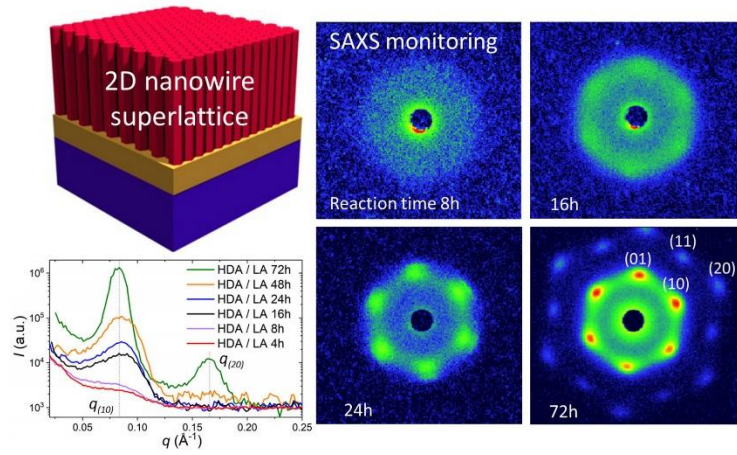 2D nanowire
superlattice
SAXS monitoring
Reaction time 8h
16h
I (a.u.)
10⁶
10⁵
10⁴
10³
HDA / LA 72h
HDA / LA 48h
HDA / LA 24h
HDA / LA 16h
HDA / LA 8h
HDA / LA 4h
q(20)
q(10)
0.05 0.10 0.15 0.20 0.25
q (Å⁻¹)
24h
(11)
(01)
(20)
(10)
72h